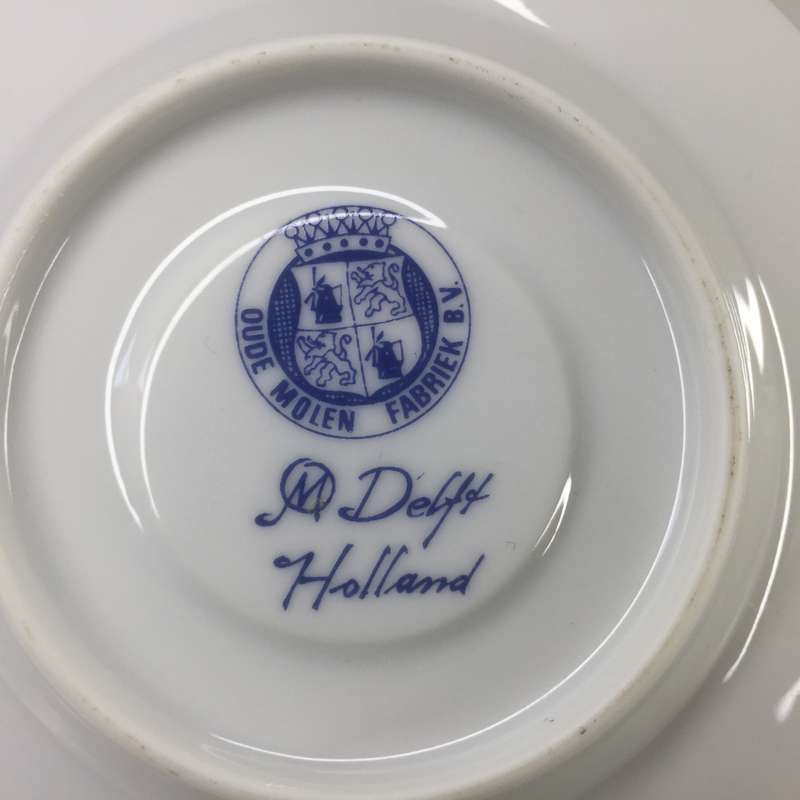 OUDE MOLEN FABRIEK B.V.
OM Delft
Holland